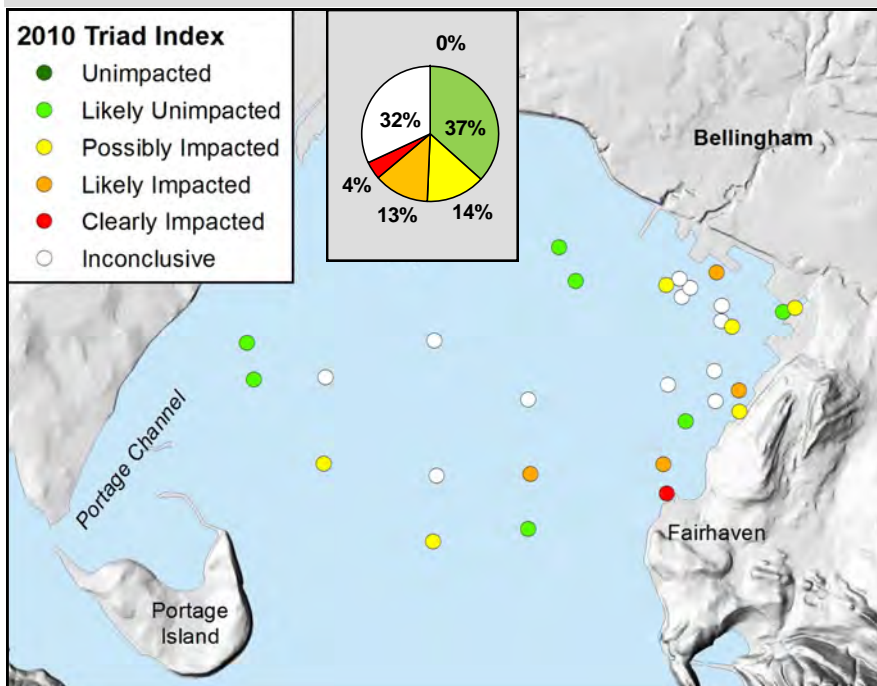 2010 Triad Index
Unimpacted
Likely Unimpacted
Possibly Impacted
Likely Impacted
Clearly Impacted
Inconclusive
0%
37%
14%
13%
4%
32%
Bellingham
Portage Channel
Fairhaven
Portage
Island